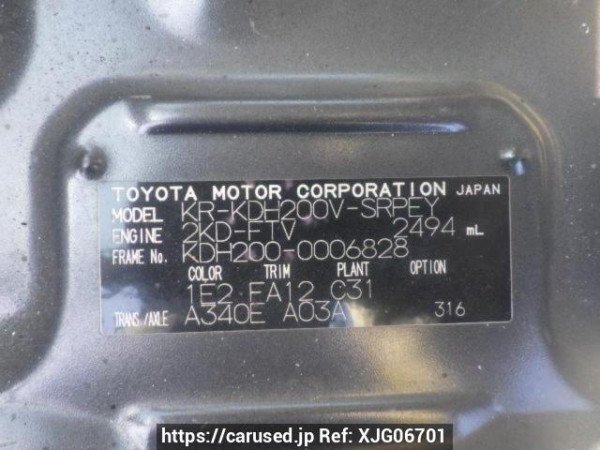 TOYOTA MOTOR CORPORATION JAPAN
MODEL KR-KDH200V-SRPEY
ENGINE 2KD-FTV 2494 mL
FRAME No. KDH200-0006828
COLOR TRIM PLANT OPTION
1E2 FA12 C31
TRANS/AXLE A340E A03A 316
https://carused.jp Ref: XJG06701